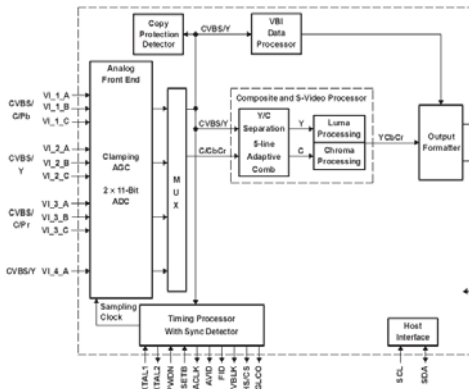 Copy
Protection
Detector
CVBS/Y
VBI
Data
Processor
Analog
Front End
Composite and S-Video Processor
CVBS/
C/Pb
VI_1_A
VI_1_B
VI_1_C
CVBS/
Y
VI_2_A
VI_2_B
VI_2_C
Clamping
AGC
2 × 11-Bit
ADC
M
U
X
CVBS/Y
C/CbCr
Y/C
Separation
5-line
Adaptive
Comb
Y
C
Luma
Processing
Chroma
Processing
YCbCr
Output
Formatter
CVBS/
C/Pr
VI_3_A
VI_3_B
VI_3_C
CVBS/Y
VI_4_A
Sampling
Clock
Timing Processor
With Sync Detector
Host
Interface
AVID
FID
VBLK
GLCO
SCL
SDA